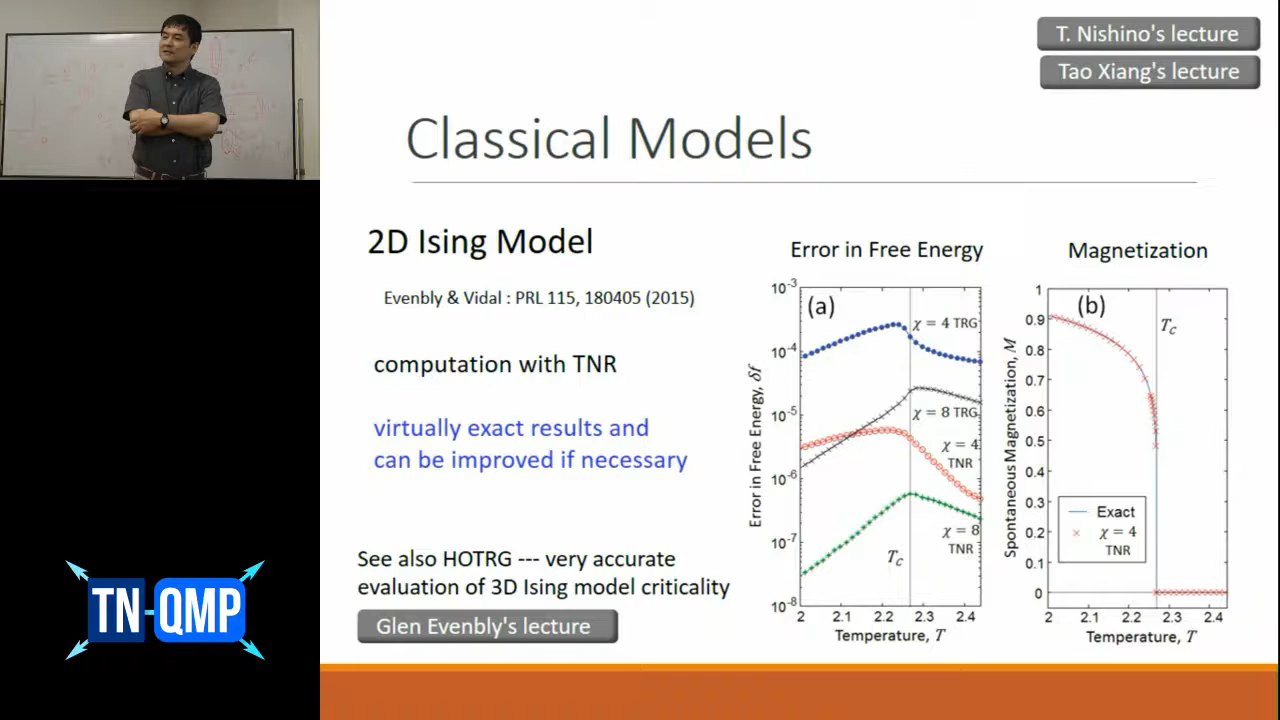 T. Nishino's lecture
Tao Xiang's lecture
Classical Models
2D Ising Model
Evenbly & Vidal : PRL 115, 180405 (2015)
computation with TNR
virtually exact results and
can be improved if necessary
See also HOTRG --- very accurate
evaluation of 3D Ising model criticality
Glen Evenbly's lecture
TN-QMP
Error in Free Energy
(a)
10⁻³
10⁻⁴
10⁻⁵
10⁻⁶
10⁻⁷
10⁻⁸
Error in Free Energy, δf
χ = 4 TRG
χ = 8 TRG
χ = 4
TNR
χ = 8
TNR
T_C
2 2.1 2.2 2.3 2.4
Temperature, T
Magnetization
(b)
T_C
1
0.9
0.8
0.7
0.6
0.5
0.4
0.3
0.2
0.1
0
Spontaneous Magnetization, M
Exact
χ = 4
TNR
2 2.1 2.2 2.3 2.4
Temperature, T